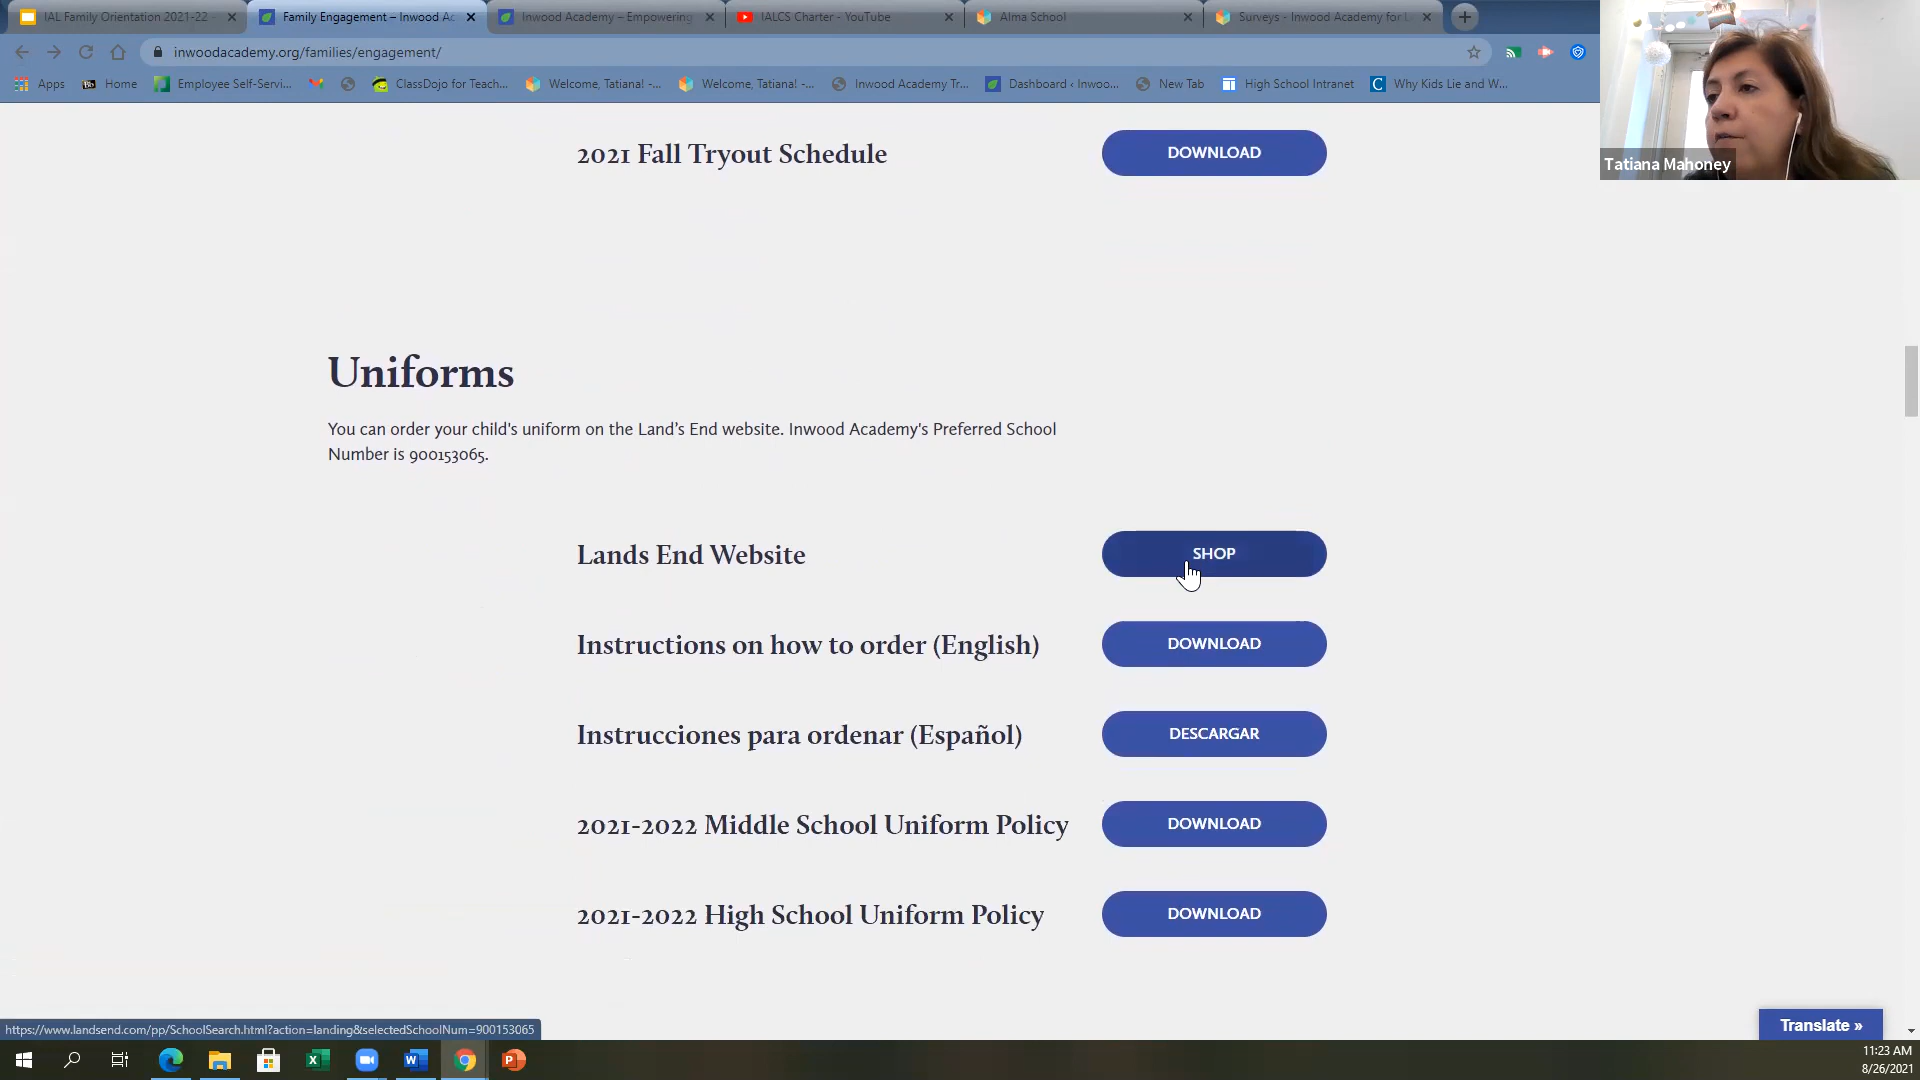 IAL Family Orientation 2021-22 -
Family Engagement – Inwood Ac
Inwood Academy – Empowering
IALCS Charter - YouTube
Alma School
Surveys - Inwood Academy for L
inwoodacademy.org/families/engagement/
Apps
Home
Employee Self-Servi...
ClassDojo for Teach...
Welcome, Tatiana! -...
Welcome, Tatiana! -...
Inwood Academy Tr...
Dashboard ‹ Inwoo...
New Tab
High School Intranet
Why Kids Lie and W...
Tatiana Mahoney
2021 Fall Tryout Schedule
DOWNLOAD
Uniforms
You can order your child's uniform on the Land’s End website. Inwood Academy's Preferred School
Number is 900153065.
Lands End Website
SHOP
Instructions on how to order (English)
DOWNLOAD
Instrucciones para ordenar (Español)
DESCARGAR
2021-2022 Middle School Uniform Policy
DOWNLOAD
2021-2022 High School Uniform Policy
DOWNLOAD
Translate »
https://www.landsend.com/pp/SchoolSearch.html?action=landing&selectedSchoolNum=900153065
11:23 AM
8/26/2021